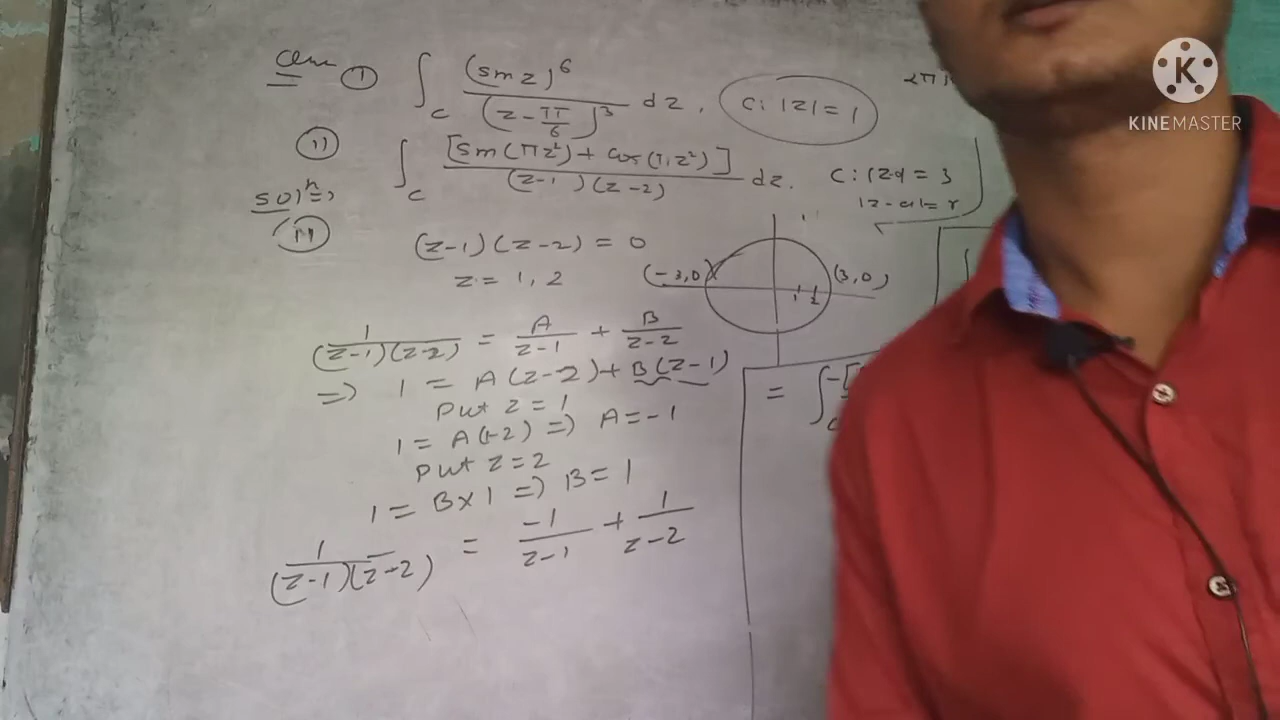 Ques ① ∫_C (sin z)^6 / (z - π/6)^3 dz. C: |z| = 1
(ii) ∫_C [sin(πz²) + cos(πz²)] / (z-1)(z-2) dz. C: |z| = 3
|z-a| = r
solⁿ ⇒
(ii) (z-1)(z-2) = 0
z = 1, 2
(-3,0) (3,0)
1 2
1/(z-1)(z-2) = A/(z-1) + B/(z-2)
⇒ 1 = A(z-2) + B(z-1)
Put z = 1
1 = A(1-2) ⇒ A = -1
Put z = 2
1 = B×1 ⇒ B = 1
1/(z-1)(z-2) = -1/(z-1) + 1/(z-2)
= ∫_C -[
KINEMASTER